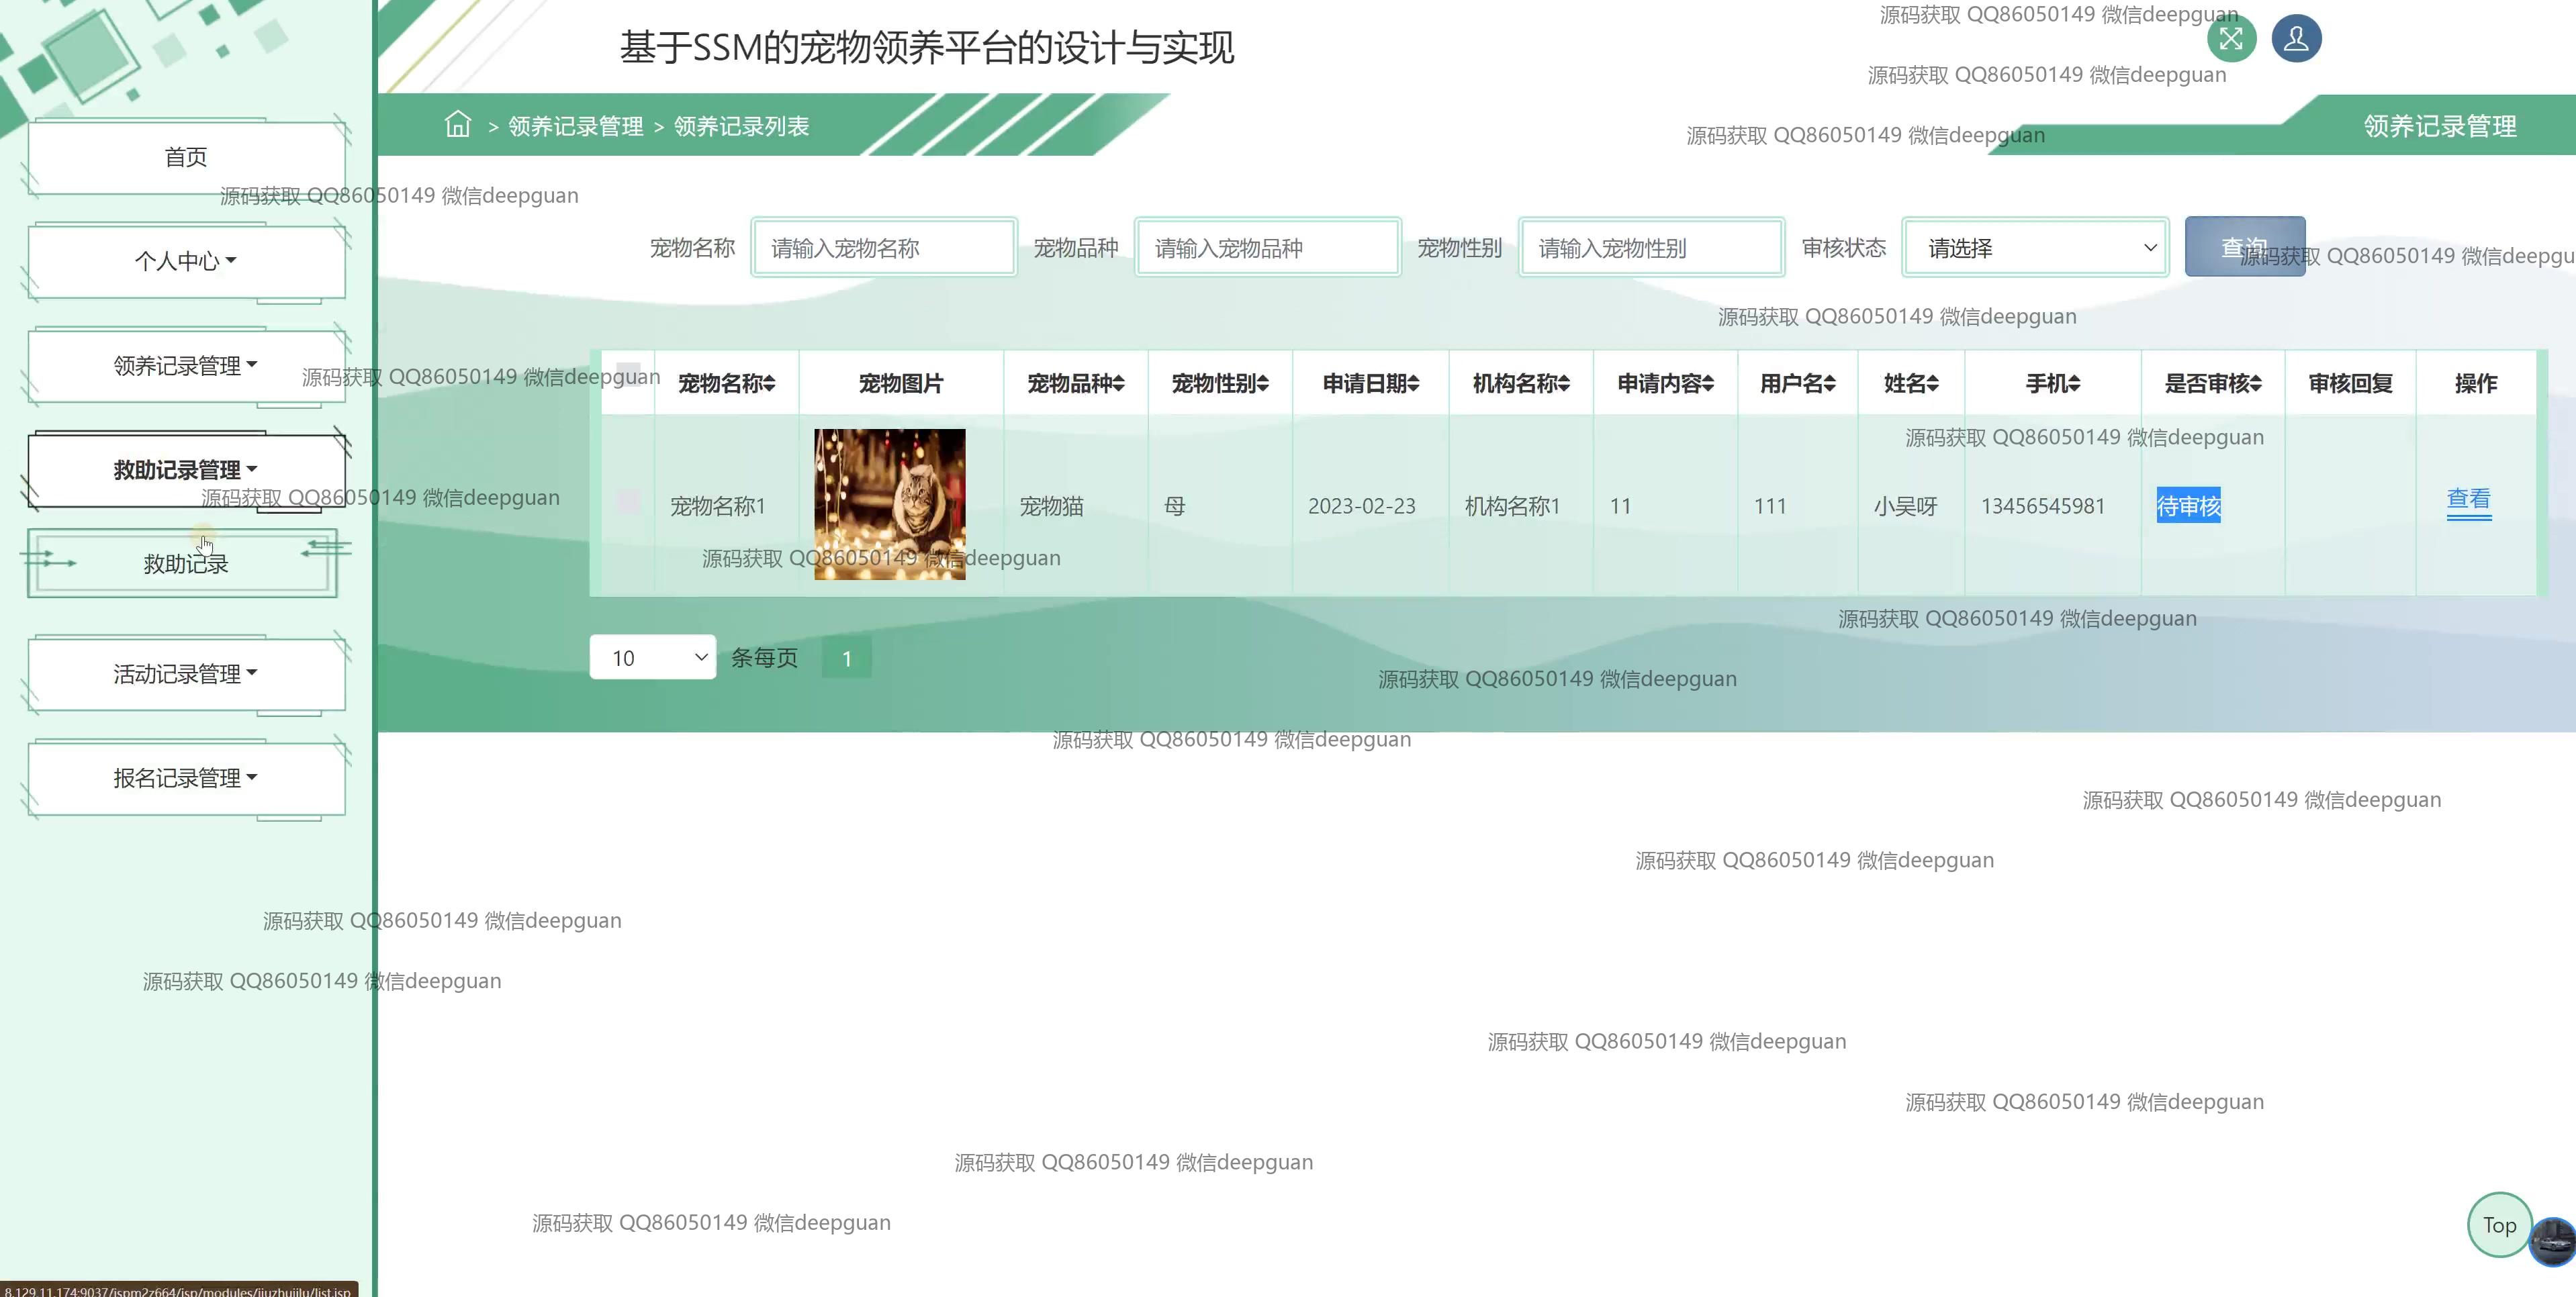 源码获取 QQ86050149 微信deepguan
基于SSM的宠物领养平台的设计与实现
源码获取 QQ86050149 微信deepguan
> 领养记录管理 > 领养记录列表
源码获取 QQ86050149 微信deepguan
领养记录管理
首页
源码获取 QQ86050149 微信deepguan
个人中心
宠物名称 请输入宠物名称 宠物品种 请输入宠物品种 宠物性别 请输入宠物性别 审核状态 请选择 查询
源码获取 QQ86050149 微信deepgu
源码获取 QQ86050149 微信deepguan
领养记录管理
源码获取 QQ86050149 微信deepguan
宠物名称 宠物图片 宠物品种 宠物性别 申请日期 机构名称 申请内容 用户名 姓名 手机 是否审核 审核回复 操作
源码获取 QQ86050149 微信deepguan
救助记录管理
源码获取 QQ86050149 微信deepguan
宠物名称1 宠物猫 母 2023-02-23 机构名称1 11 111 小吴呀 13456545981 待审核 查看
源码获取 QQ86050149 微信deepguan
救助记录
源码获取 QQ86050149 微信deepguan
10 条每页 1
活动记录管理
源码获取 QQ86050149 微信deepguan
源码获取 QQ86050149 微信deepguan
报名记录管理
源码获取 QQ86050149 微信deepguan
源码获取 QQ86050149 微信deepguan
源码获取 QQ86050149 微信deepguan
源码获取 QQ86050149 微信deepguan
源码获取 QQ86050149 微信deepguan
源码获取 QQ86050149 微信deepguan
源码获取 QQ86050149 微信deepguan
源码获取 QQ86050149 微信deepguan
Top
8.129.11.174:9037/jspm2z664/jsp/modules/jiuzhujilu/list.jsp